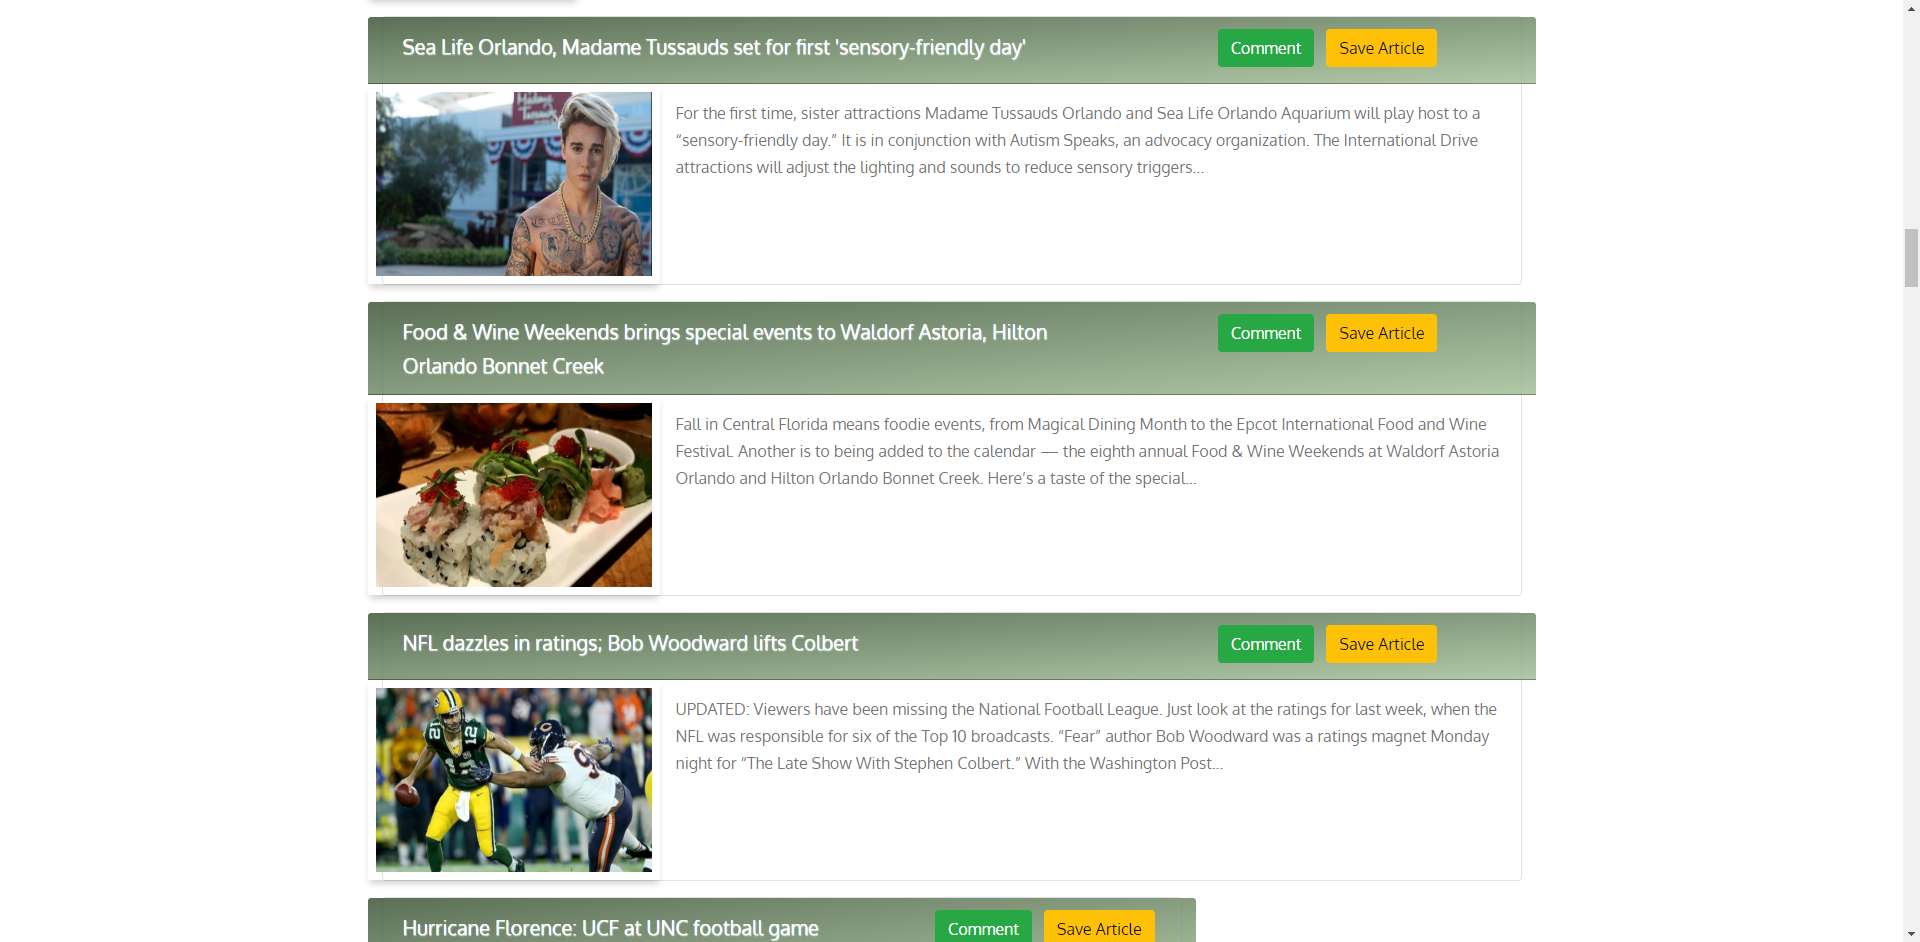 Sea Life Orlando, Madame Tussauds set for first 'sensory-friendly day'
Comment
Save Article
For the first time, sister attractions Madame Tussauds Orlando and Sea Life Orlando Aquarium will play host to a
“sensory-friendly day.” It is in conjunction with Autism Speaks, an advocacy organization. The International Drive
attractions will adjust the lighting and sounds to reduce sensory triggers...
Food & Wine Weekends brings special events to Waldorf Astoria, Hilton
Orlando Bonnet Creek
Comment
Save Article
Fall in Central Florida means foodie events, from Magical Dining Month to the Epcot International Food and Wine
Festival. Another is to being added to the calendar — the eighth annual Food & Wine Weekends at Waldorf Astoria
Orlando and Hilton Orlando Bonnet Creek. Here’s a taste of the special...
NFL dazzles in ratings; Bob Woodward lifts Colbert
Comment
Save Article
12
UPDATED: Viewers have been missing the National Football League. Just look at the ratings for last week, when the
NFL was responsible for six of the Top 10 broadcasts. “Fear” author Bob Woodward was a ratings magnet Monday
night for “The Late Show With Stephen Colbert.” With the Washington Post...
Hurricane Florence: UCF at UNC football game
Comment
Save Article